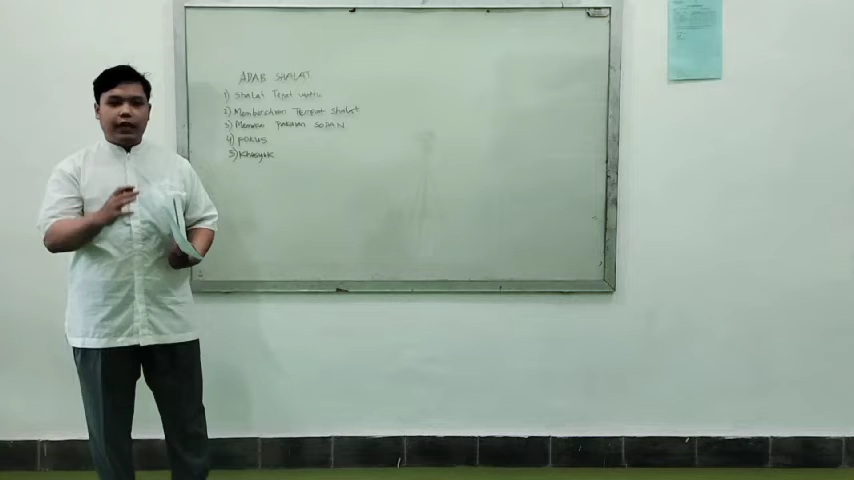 ADAB SHALAT
1) Shalat Tepat waktu
2) Membersihkan Tempat Shalat
3) Memakai Pakaian SOPAN
4) FOKUS
5) Khusyuk